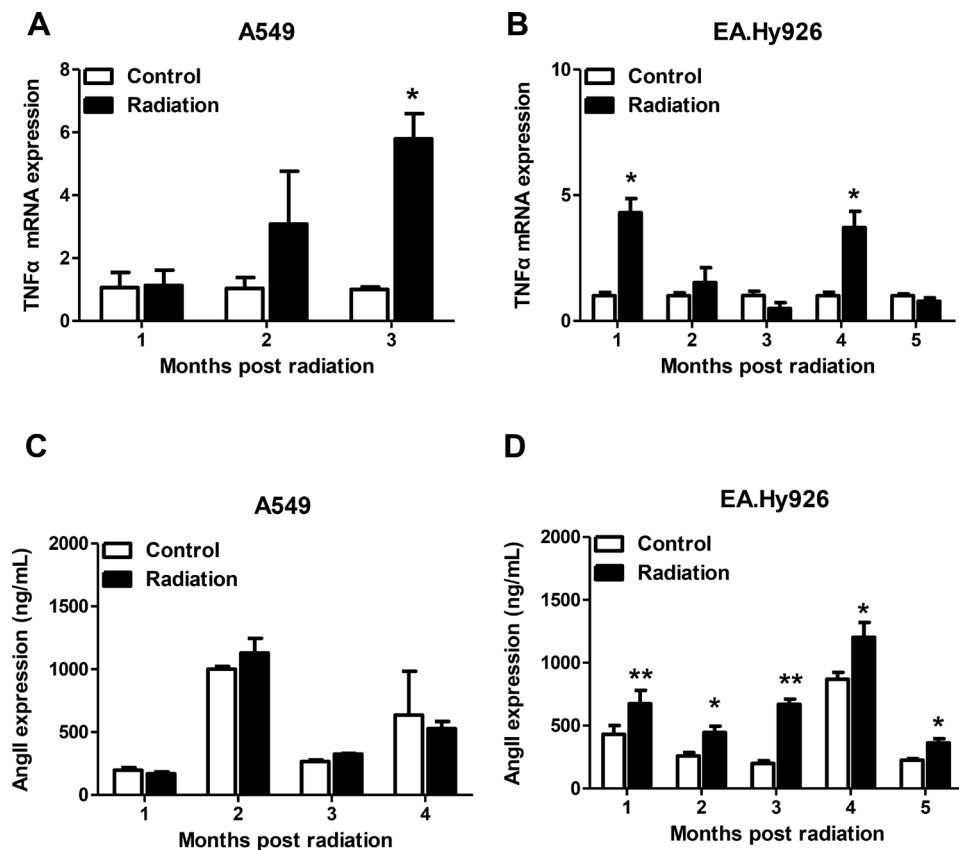 A
A549
Control
Radiation
TNFα mRNA expression
8
6
4
2
0
*
1 2 3
Months post radiation
B
EA.Hy926
Control
Radiation
TNFα mRNA expression
10
5
0
* *
1 2 3 4 5
Months post radiation
C
A549
Control
Radiation
AngII expression (ng/mL)
2000
1500
1000
500
0
1 2 3 4
Months post radiation
D
EA.Hy926
Control
Radiation
AngII expression (ng/mL)
2000
1500
1000
500
0
** * ** * *
1 2 3 4 5
Months post radiation